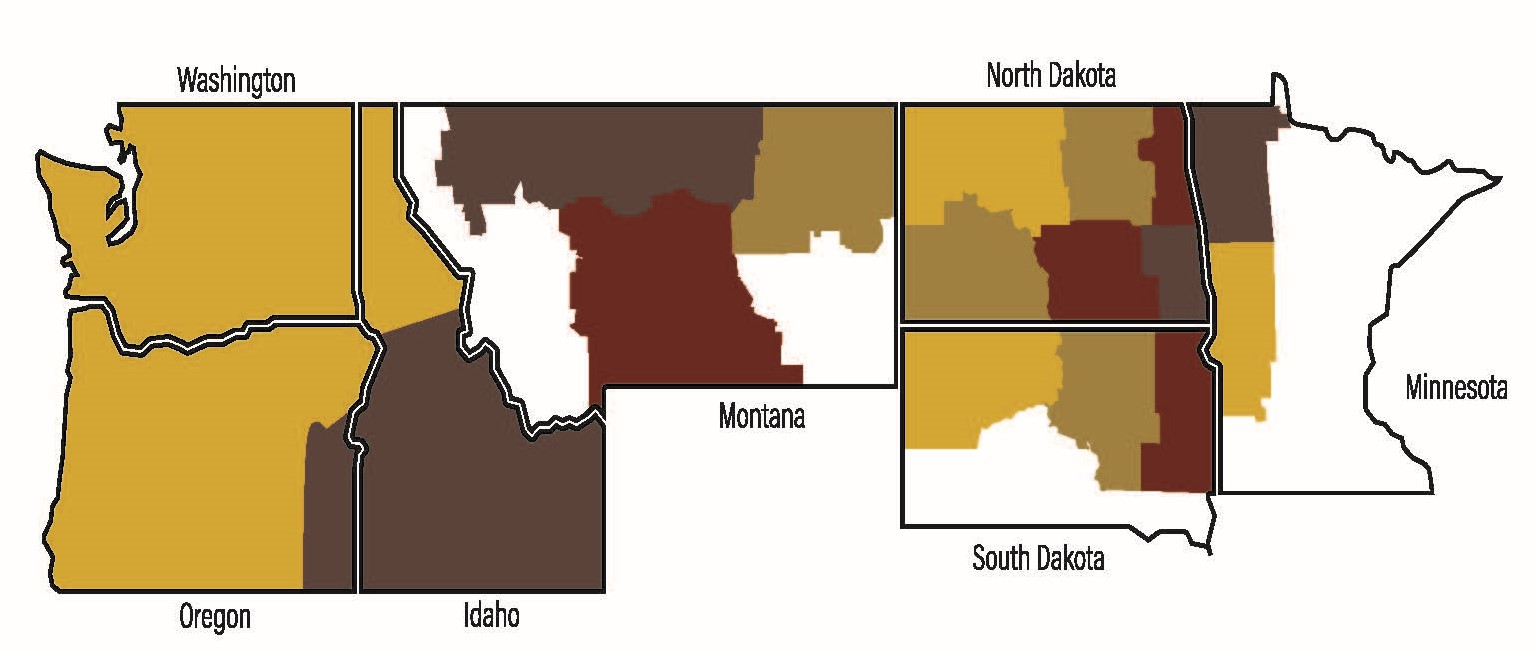 Washington
North Dakota
Minnesota
Montana
South Dakota
Oregon
Idaho